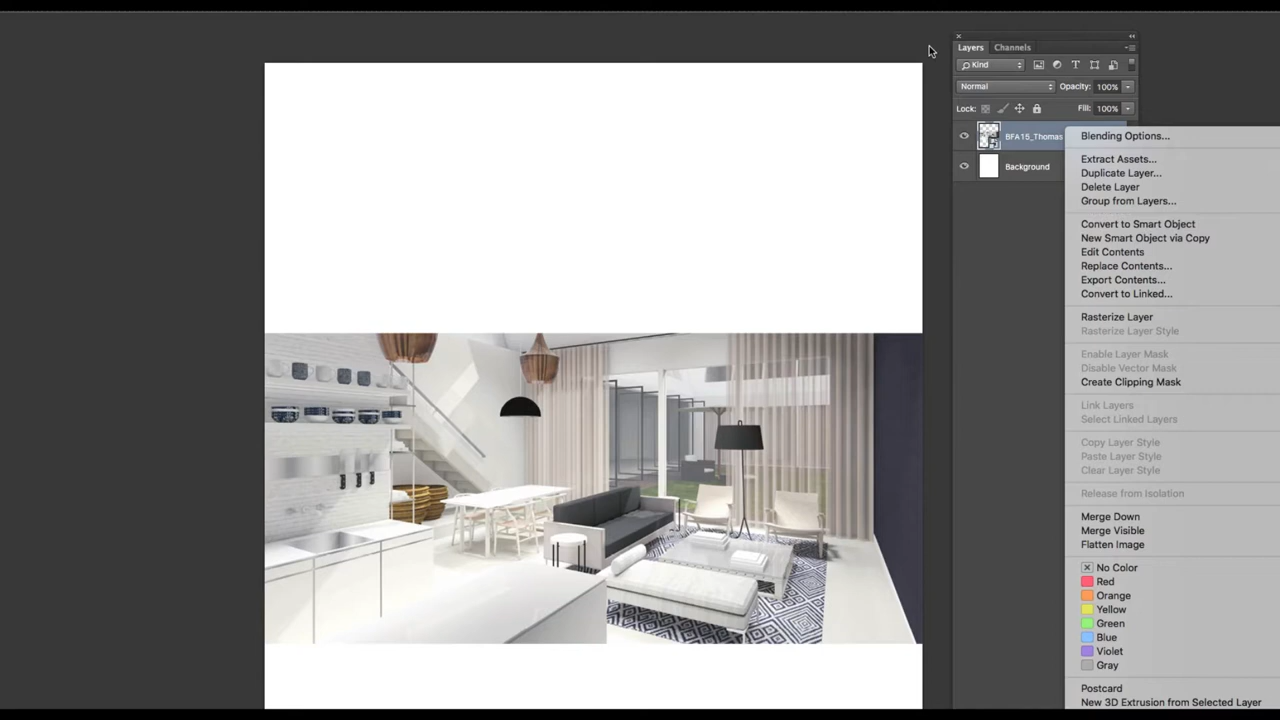 Layers Channels
Kind
Normal Opacity: 100%
Lock: Fill: 100%
BFA15_Thomas
Background
Blending Options...
Extract Assets...
Duplicate Layer...
Delete Layer
Group from Layers...
Convert to Smart Object
New Smart Object via Copy
Edit Contents
Replace Contents...
Export Contents...
Convert to Linked...
Rasterize Layer
Rasterize Layer Style
Enable Layer Mask
Disable Vector Mask
Create Clipping Mask
Link Layers
Select Linked Layers
Copy Layer Style
Paste Layer Style
Clear Layer Style
Release from Isolation
Merge Down
Merge Visible
Flatten Image
No Color
Red
Orange
Yellow
Green
Blue
Violet
Gray
Postcard
New 3D Extrusion from Selected Layer